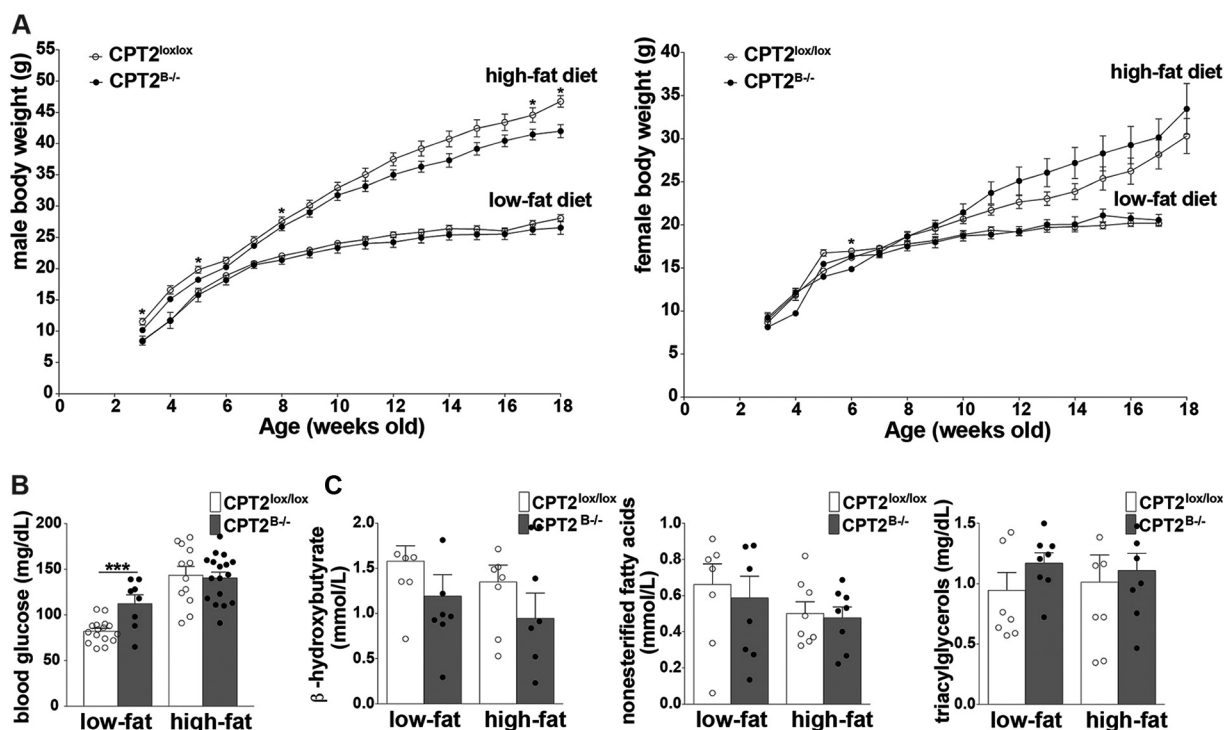 A
CPT2lox/lox
CPT2B-/-
high-fat diet
low-fat diet
male body weight (g)
55
50
45
40
35
30
25
20
15
10
5
0
* * * * *
0 2 4 6 8 10 12 14 16 18
Age (weeks old)
CPT2lox/lox
CPT2B-/-
high-fat diet
low-fat diet
female body weight (g)
40
35
30
25
20
15
10
5
0
*
0 2 4 6 8 10 12 14 16 18
Age (weeks old)
B
CPT2lox/lox
CPT2B-/-
blood glucose (mg/dL)
200
150
100
50
0
***
low-fat high-fat
C
CPT2lox/lox
CPT2B-/-
β-hydroxybutyrate
(mmol/L)
2.0
1.5
1.0
0.5
0
low-fat high-fat
CPT2lox/lox
CPT2B-/-
nonesterified fatty acids
(mmol/L)
1.0
0.8
0.6
0.4
0.2
0
low-fat high-fat
CPT2lox/lox
CPT2B-/-
triacylglycerols (mg/dL)
1.5
1.0
0.5
0
low-fat high-fat